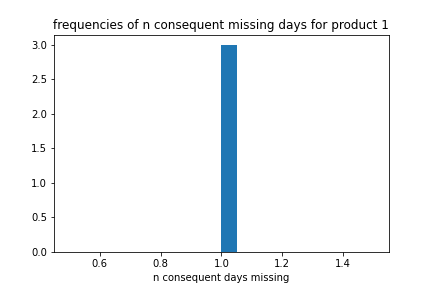 frequencies of n consequent missing days for product 1
3.0
2.5
2.0
1.5
1.0
0.5
0.0
0.6 0.8 1.0 1.2 1.4
n consequent days missing